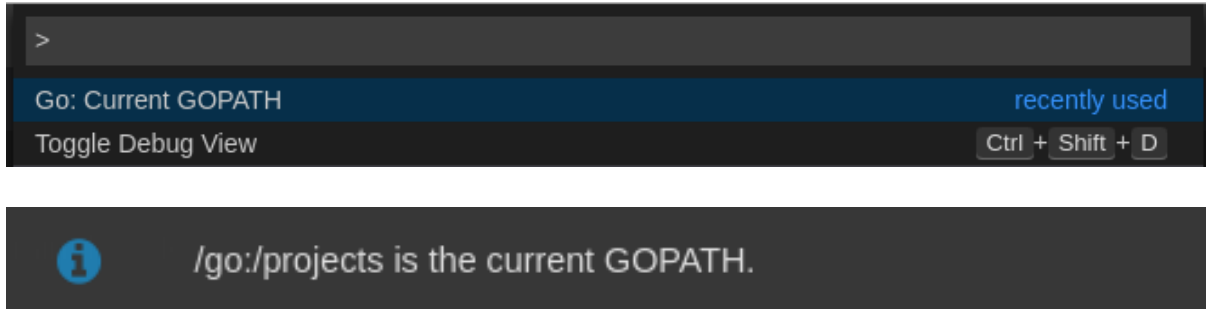 >
Go: Current GOPATH recently used
Toggle Debug View Ctrl + Shift + D
/go:/projects is the current GOPATH.